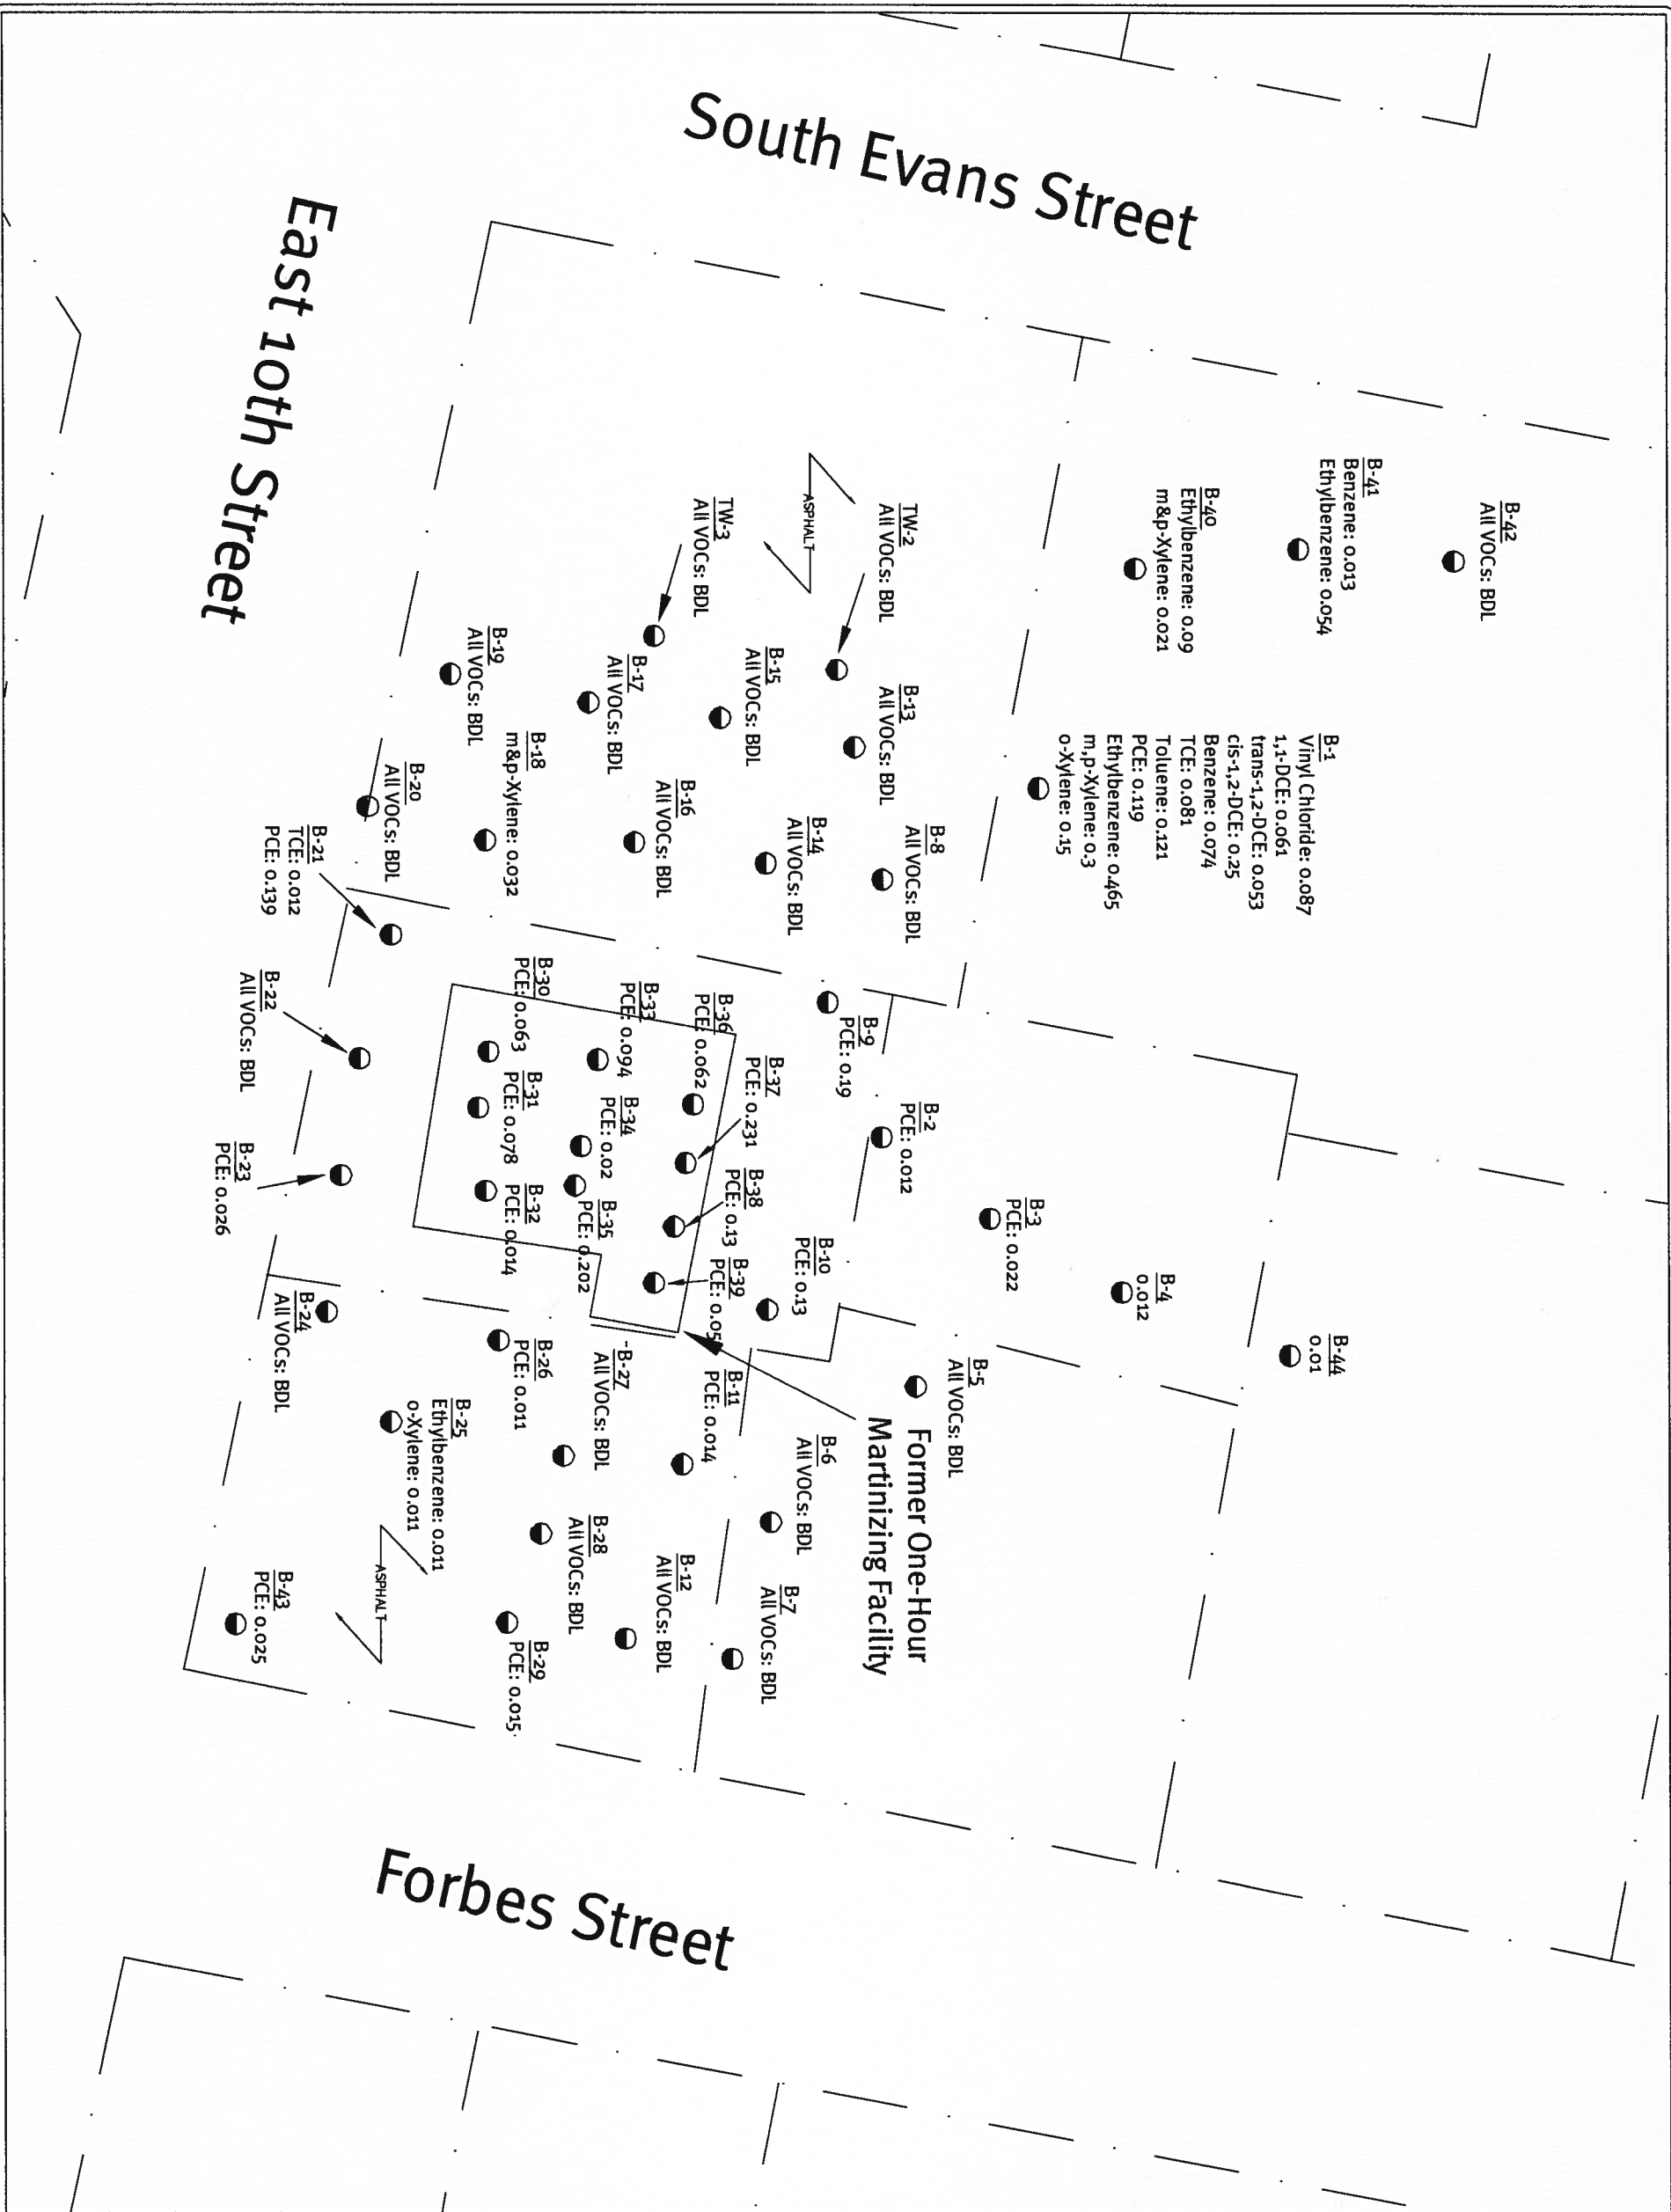 South Evans Street
East 10th Street
Forbes Street
B-42
All VOCs: BDL
B-41
Benzene: 0.013
Ethylbenzene: 0.054
B-40
Ethylbenzene: 0.09
m&p-Xylene: 0.021
B-1
Vinyl Chloride: 0.087
1,1-DCE: 0.061
trans-1,2-DCE: 0.053
cis-1,2-DCE: 0.25
Benzene: 0.074
TCE: 0.081
Toluene: 0.121
PCE: 0.119
Ethylbenzene: 0.465
m,p-Xylene: 0.3
o-Xylene: 0.15
TW-2
All VOCs: BDL
ASPHALT
TW-3
All VOCs: BDL
B-13
All VOCs: BDL
B-8
All VOCs: BDL
B-15
All VOCs: BDL
B-14
All VOCs: BDL
B-17
All VOCs: BDL
B-16
All VOCs: BDL
B-19
All VOCs: BDL
B-18
m&p-Xylene: 0.032
B-20
All VOCs: BDL
B-21
TCE: 0.012
PCE: 0.139
B-22
All VOCs: BDL
B-23
PCE: 0.026
B-9
PCE: 0.19
B-2
PCE: 0.012
B-3
PCE: 0.022
B-4
0.012
B-44
0.01
B-36
PCE: 0.062
B-37
PCE: 0.231
B-38
PCE: 0.13
B-39
PCE: 0.05
B-10
PCE: 0.13
B-33
PCE: 0.094
B-34
PCE: 0.02
B-35
PCE: 0.202
B-30
PCE: 0.063
B-31
PCE: 0.078
B-32
PCE: 0.014
B-5
All VOCs: BDL
Former One-Hour
Martinizing Facility
B-6
All VOCs: BDL
B-7
All VOCs: BDL
B-11
PCE: 0.014
B-12
All VOCs: BDL
B-27
All VOCs: BDL
B-28
All VOCs: BDL
B-26
PCE: 0.011
B-29
PCE: 0.015
B-25
Ethylbenzene: 0.011
o-Xylene: 0.011
ASPHALT
B-24
All VOCs: BDL
B-43
PCE: 0.025